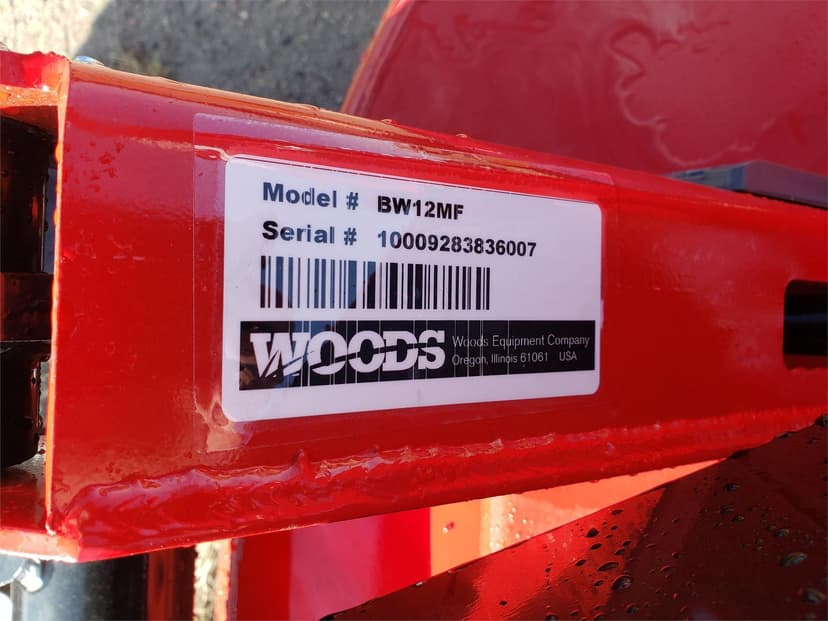 Model # BW12MF
Serial # 10009283836007
WOODS
Woods Equipment Company
Oregon, Illinois 61061 USA